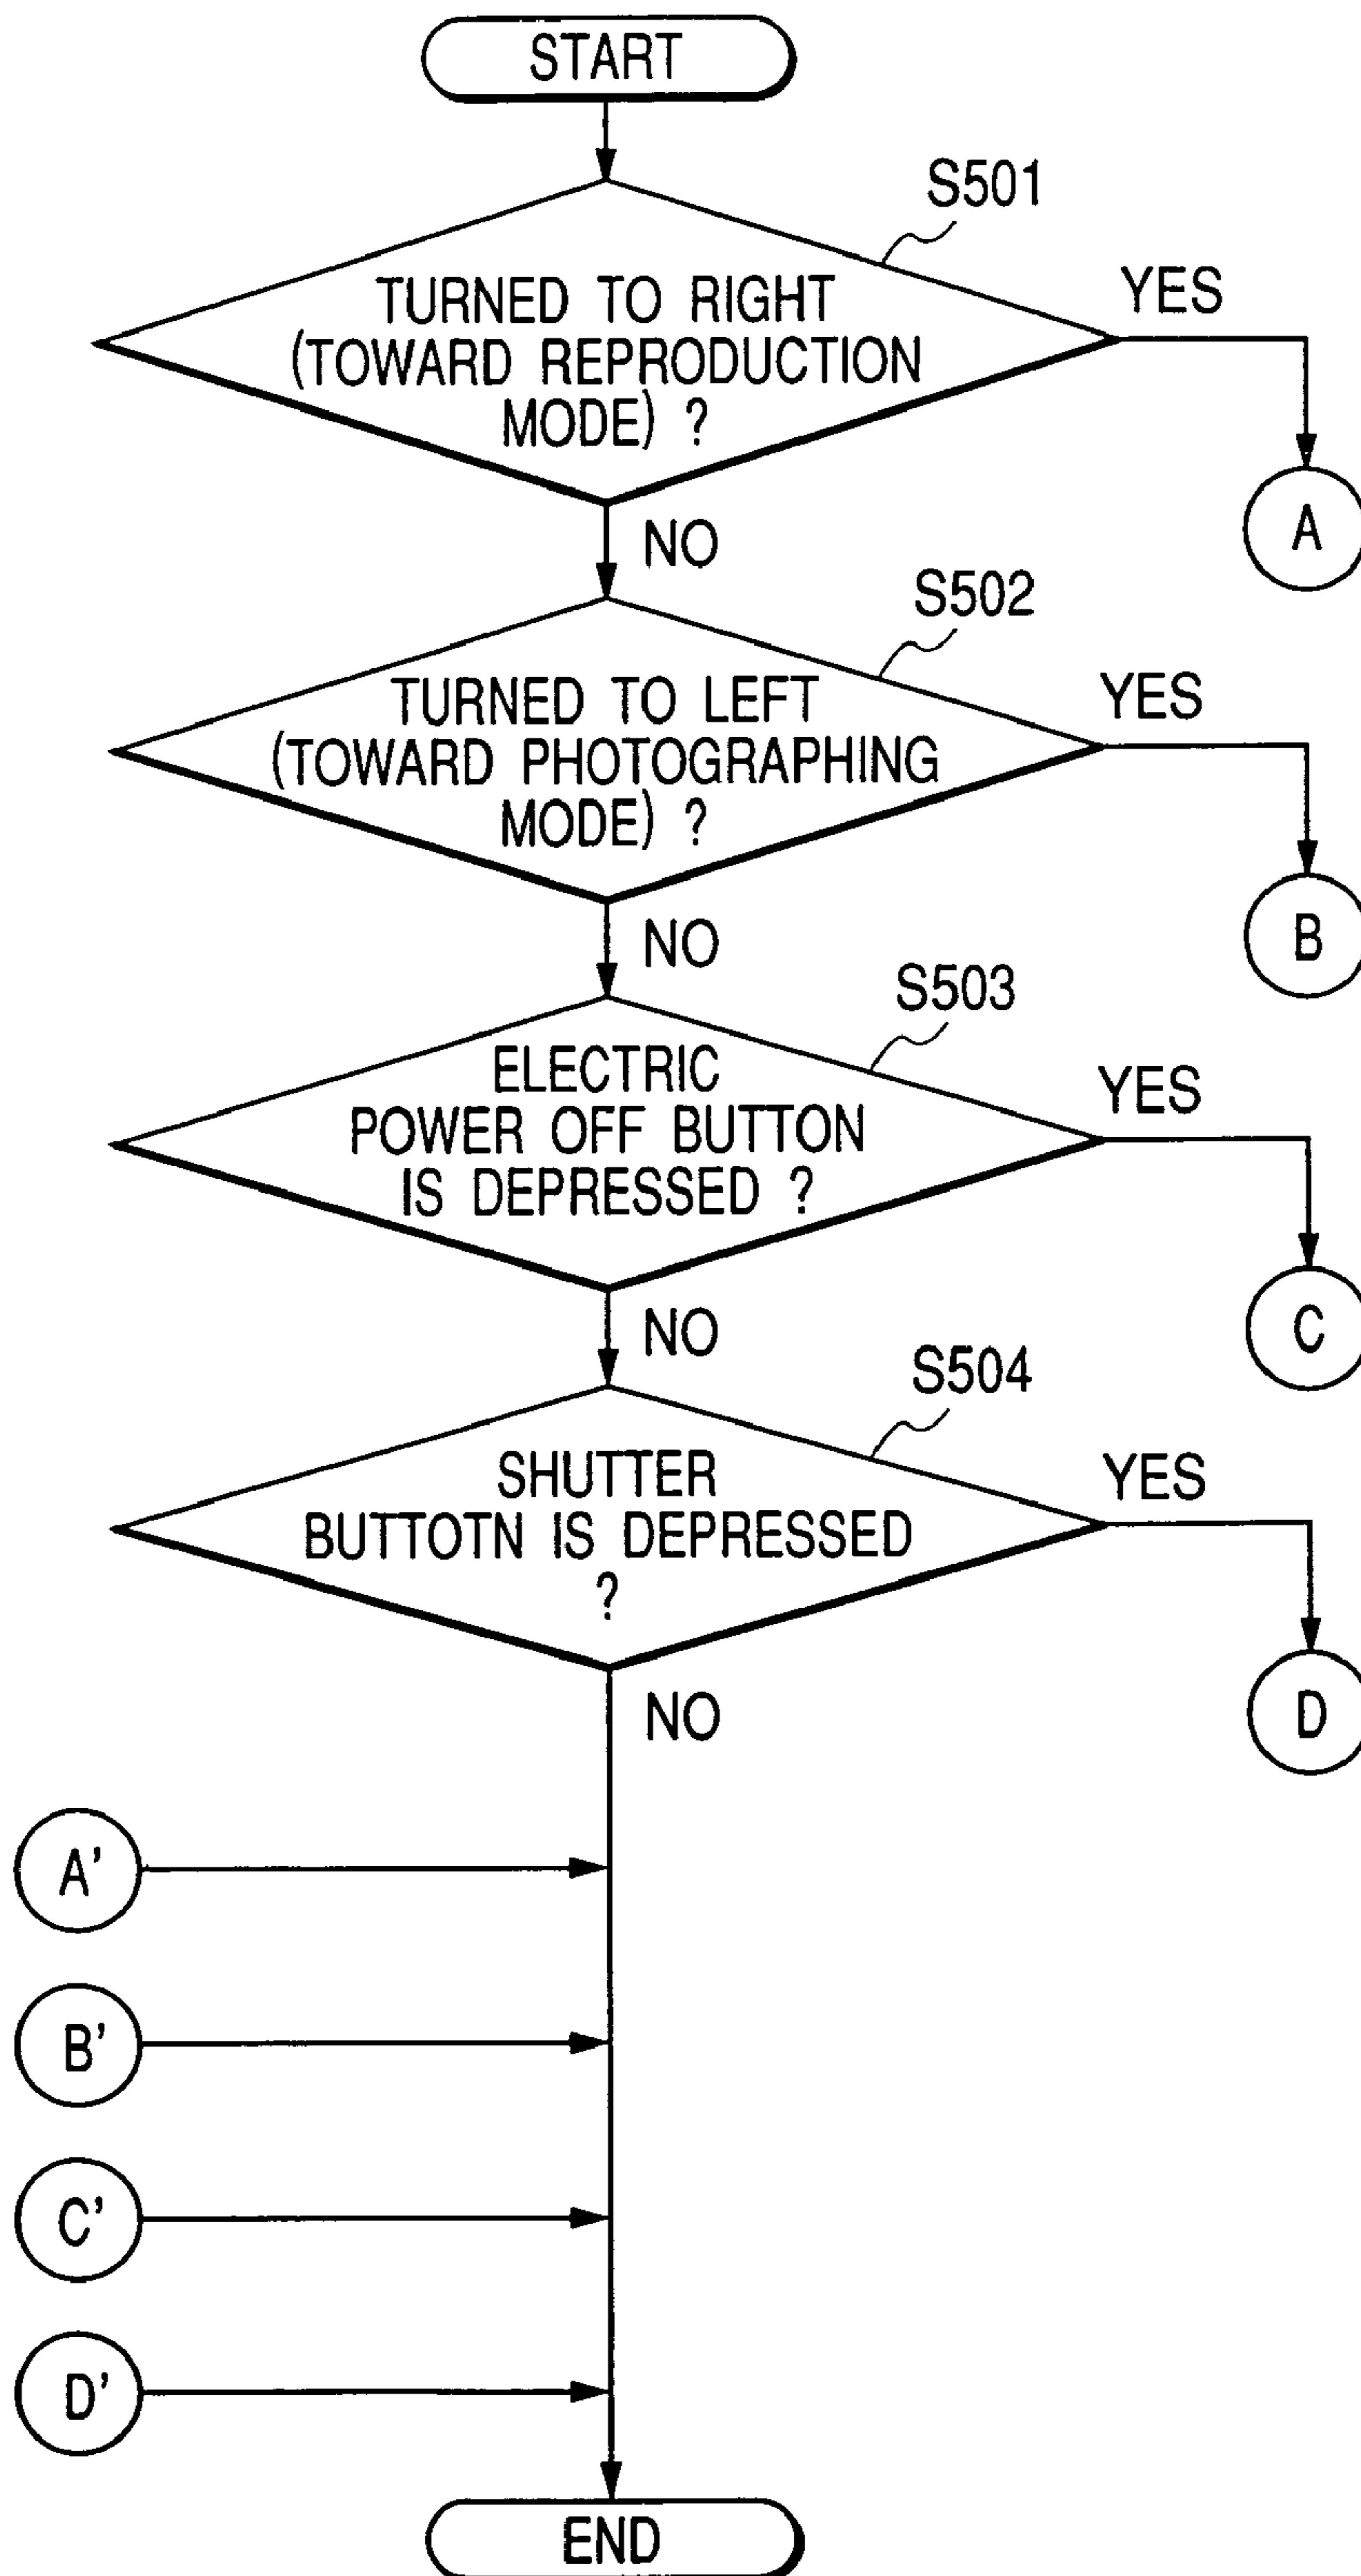 START
S501
TURNED TO RIGHT
(TOWARD REPRODUCTION
MODE) ?
YES
A
NO
S502
TURNED TO LEFT
(TOWARD PHOTOGRAPHING
MODE) ?
YES
B
NO
S503
ELECTRIC
POWER OFF BUTTON
IS DEPRESSED ?
YES
C
NO
S504
SHUTTER
BUTTOTN IS DEPRESSED
?
YES
D
NO
A'
B'
C'
D'
END